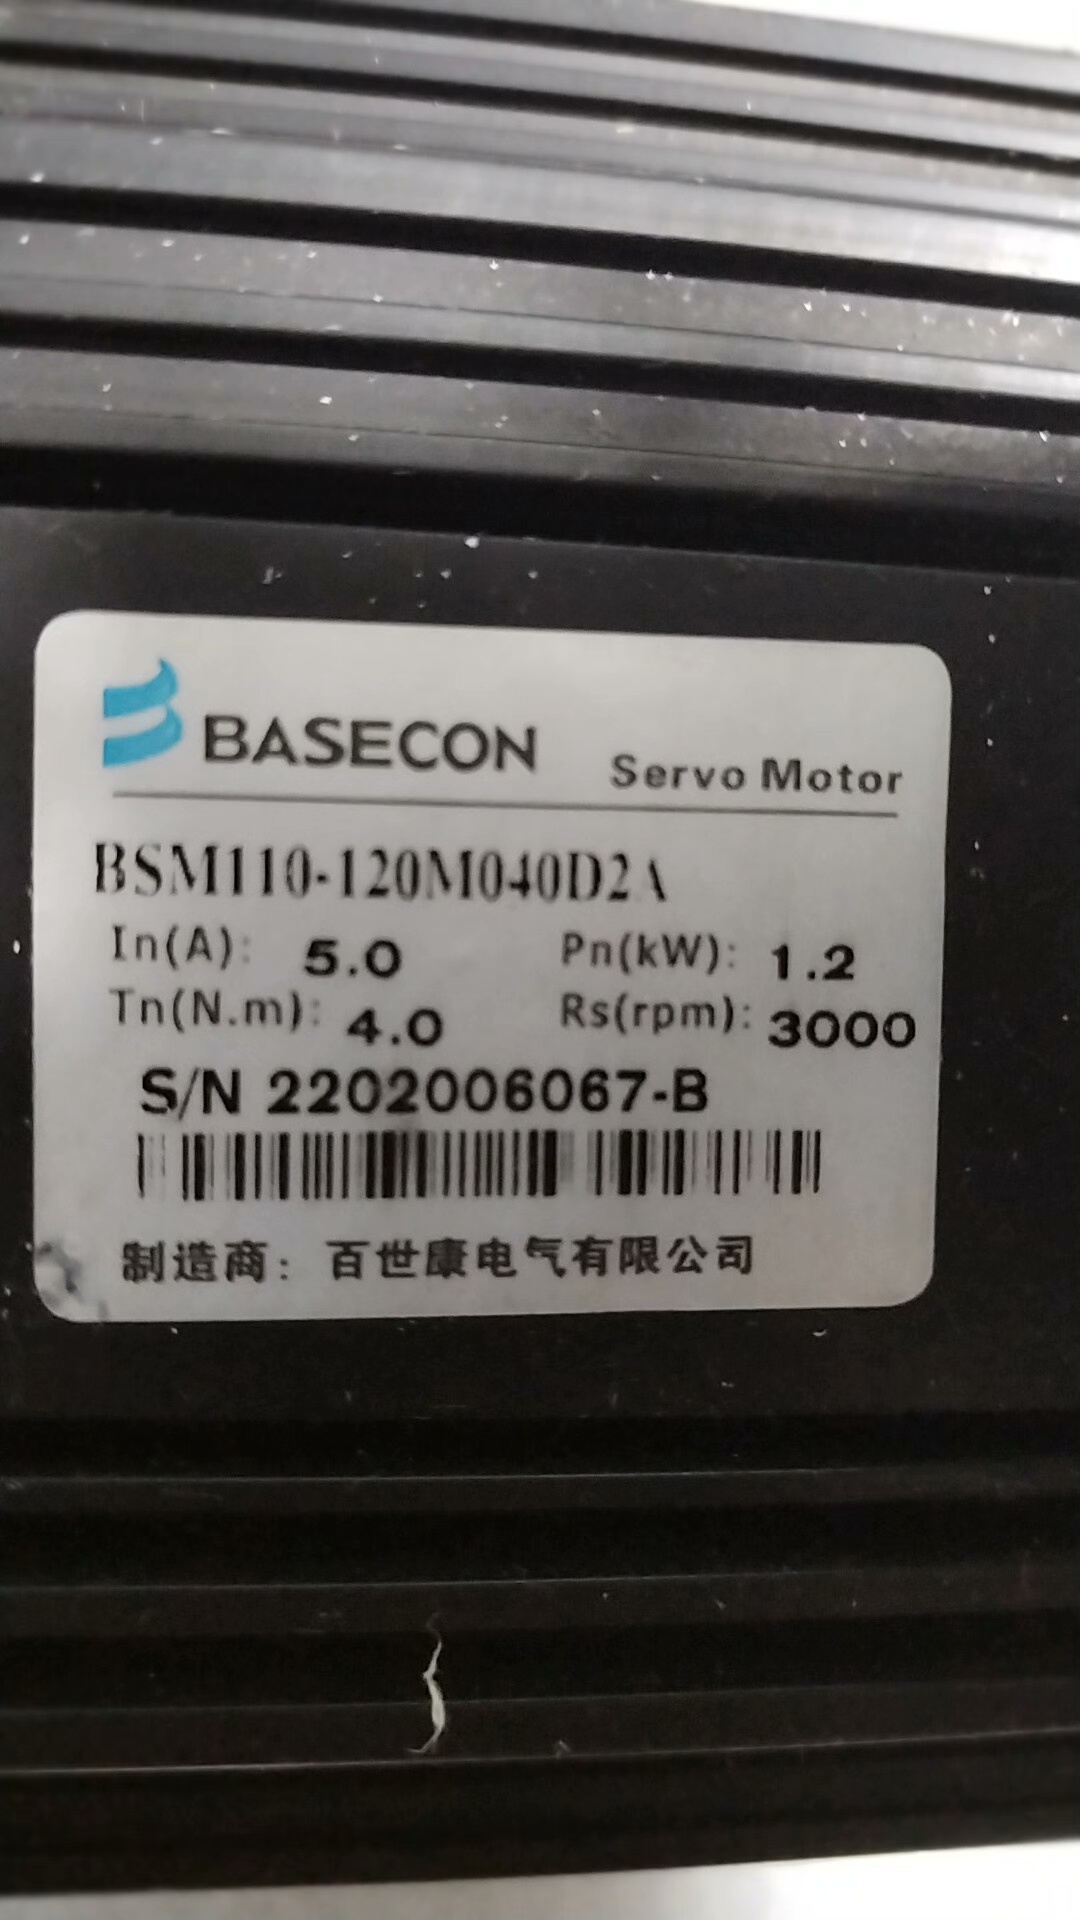 BASECON Servo Motor
BSM110-120M040D2A
In(A): 5.0 Pn(kW): 1.2
Tn(N.m): 4.0 Rs(rpm): 3000
S/N 2202006067-B
制造商: 百世康电气有限公司